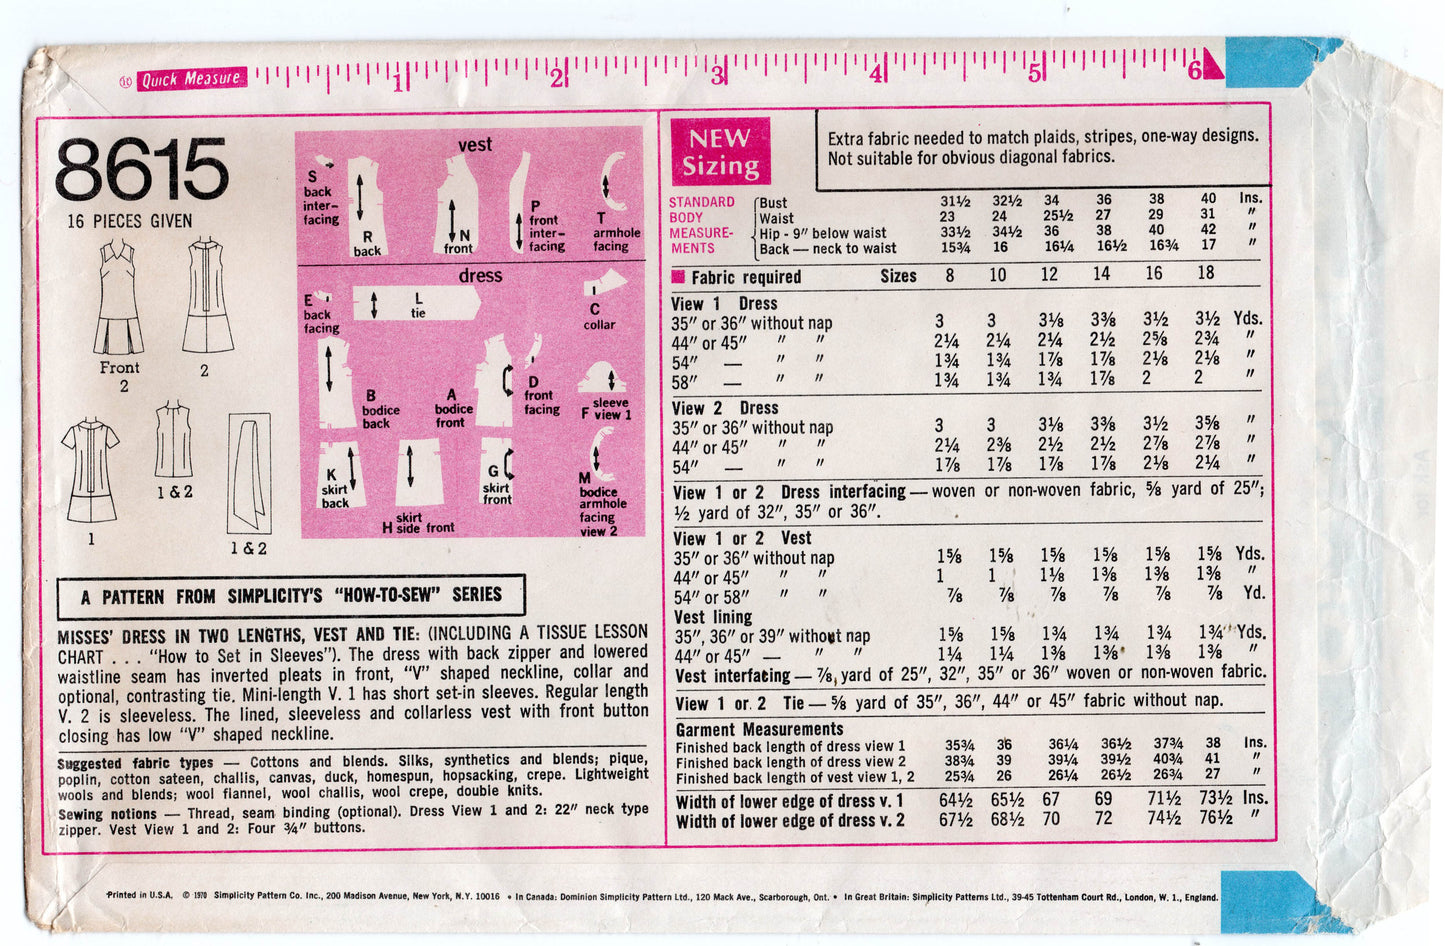 Quick Measure 1 2 3 4 5 6
8615
16 PIECES GIVEN
Front
2
2
1 & 2
1
1 & 2
vest
S
back
inter-
facing
R
back
N
front
P
front
inter-
facing
T
armhole
facing
dress
E
back
facing
L
tie
C
collar
B
bodice
back
A
bodice
front
D
front
facing
sleeve
F view 1
K
skirt
back
skirt
H side front
G
skirt
front
M
bodice
armhole
facing
view 2
A PATTERN FROM SIMPLICITY'S "HOW-TO-SEW" SERIES
MISSES' DRESS IN TWO LENGTHS, VEST AND TIE: (INCLUDING A TISSUE LESSON
CHART . . . "How to Set in Sleeves"). The dress with back zipper and lowered
waistline seam has inverted pleats in front, "V" shaped neckline, collar and
optional, contrasting tie. Mini-length V. 1 has short set-in sleeves. Regular length
V. 2 is sleeveless. The lined, sleeveless and collarless vest with front button
closing has low "V" shaped neckline.
Suggested fabric types — Cottons and blends. Silks, synthetics and blends; pique,
poplin, cotton sateen, challis, canvas, duck, homespun, hopsacking, crepe. Lightweight
wools and blends; wool flannel, wool challis, wool crepe, double knits.
Sewing notions — Thread, seam binding (optional). Dress View 1 and 2: 22" neck type
zipper. Vest View 1 and 2: Four ¾" buttons.
NEW
Sizing
Extra fabric needed to match plaids, stripes, one-way designs.
Not suitable for obvious diagonal fabrics.
STANDARD Bust 31½ 32½ 34 36 38 40 Ins.
BODY Waist 23 24 25½ 27 29 31 "
MEASURE- Hip - 9" below waist 33½ 34½ 36 38 40 42 "
MENTS Back — neck to waist 15¾ 16 16¼ 16½ 16¾ 17 "
Fabric required Sizes 8 10 12 14 16 18
View 1 Dress
35" or 36" without nap 3 3 3⅛ 3⅜ 3½ 3½ Yds.
44" or 45" " " 2¼ 2¼ 2¼ 2½ 2⅝ 2¾ "
54" — " " 1¾ 1¾ 1⅞ 1⅞ 2⅛ 2⅛ "
58" — " " 1¾ 1¾ 1¾ 1⅞ 2 2 "
View 2 Dress
35" or 36" without nap 3 3 3⅛ 3⅜ 3½ 3⅝ "
44" or 45" " " 2¼ 2⅜ 2½ 2½ 2⅞ 2⅞ "
54" — " " 1⅞ 1⅞ 1⅞ 1⅞ 2⅛ 2¼ "
View 1 or 2 Dress interfacing — woven or non-woven fabric, ⅝ yard of 25";
½ yard of 32", 35" or 36".
View 1 or 2 Vest
35" or 36" without nap 1⅝ 1⅝ 1⅝ 1⅝ 1⅝ 1⅝ Yds.
44" or 45" " " 1 1 1⅛ 1⅜ 1⅜ 1⅜ "
54" or 58" " " ⅞ ⅞ ⅞ ⅞ ⅞ ⅞ Yd.
Vest lining
35", 36" or 39" without nap 1⅝ 1⅝ 1¾ 1¾ 1¾ 1¾ Yds.
44" or 45" — " " 1¼ 1¼ 1⅜ 1⅜ 1⅜ 1⅜ "
Vest interfacing — ⅞ yard of 25", 32", 35" or 36" woven or non-woven fabric.
View 1 or 2 Tie — ⅝ yard of 35", 36", 44" or 45" fabric without nap.
Garment Measurements
Finished back length of dress view 1 35¾ 36 36¼ 36½ 37¾ 38 Ins.
Finished back length of dress view 2 38¾ 39 39¼ 39½ 40¾ 41 "
Finished back length of vest view 1, 2 25¾ 26 26¼ 26½ 26¾ 27 "
Width of lower edge of dress v. 1 64½ 65½ 67 69 71½ 73½ Ins.
Width of lower edge of dress v. 2 67½ 68½ 70 72 74½ 76½ "
Printed in U.S.A. © 1970 Simplicity Pattern Co. Inc., 200 Madison Avenue, New York, N.Y. 10016 • In Canada: Dominion Simplicity Pattern Ltd., 120 Mack Ave., Scarborough, Ont. • In Great Britain: Simplicity Patterns Ltd., 39-45 Tottenham Court Rd., London, W. 1., England.